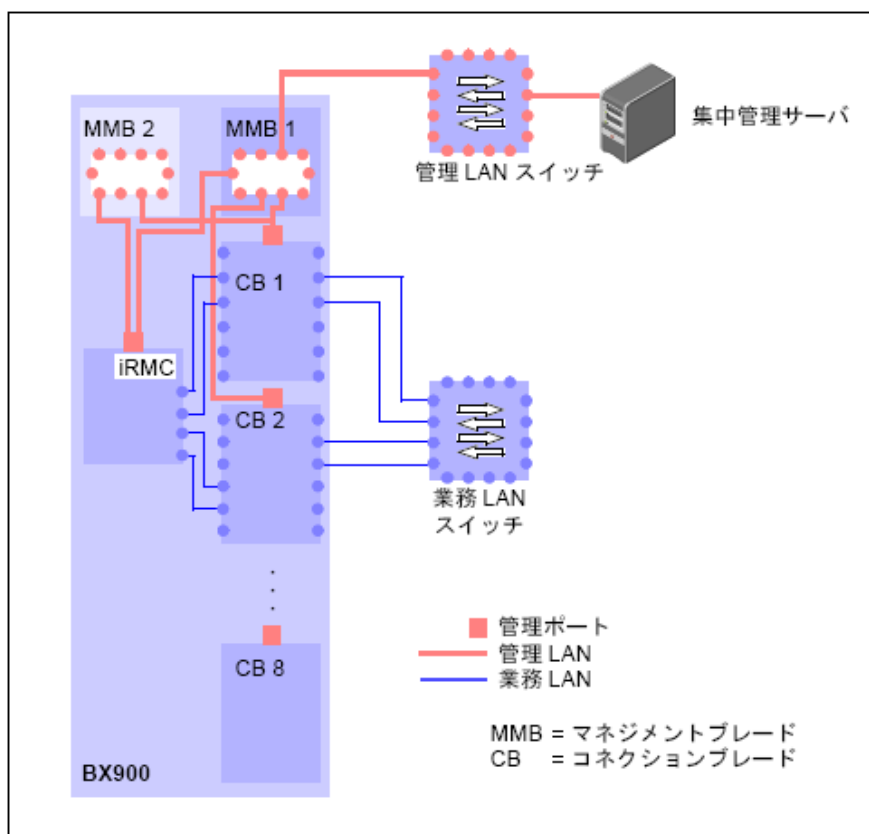 MMB 2
MMB 1
集中管理サーバ
管理 LAN スイッチ
CB 1
iRMC
CB 2
業務 LAN
スイッチ
CB 8
管理ポート
管理 LAN
業務 LAN
MMB = マネジメントブレード
CB = コネクションブレード
BX900